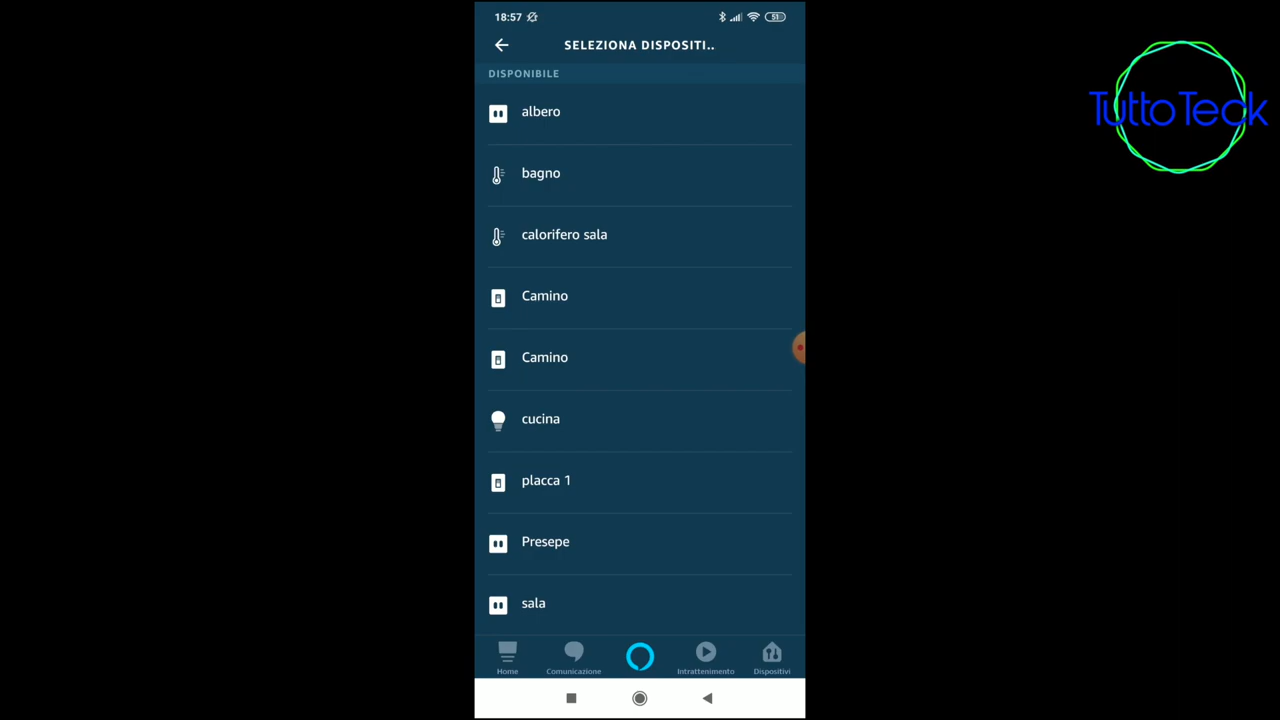 18:57
51
SELEZIONA DISPOSITI..
DISPONIBILE
albero
bagno
calorifero sala
Camino
Camino
cucina
placca 1
Presepe
sala
Home
Comunicazione
Intrattenimento
Dispositivi
TuttoTeck